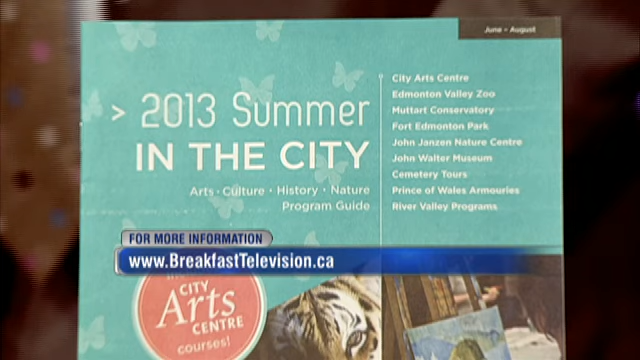 June – August
> 2013 Summer
IN THE CITY
Arts · Culture · History · Nature
Program Guide
City Arts Centre
Edmonton Valley Zoo
Muttart Conservatory
Fort Edmonton Park
John Janzen Nature Centre
John Walter Museum
Cemetery Tours
Prince of Wales Armouries
River Valley Programs
FOR MORE INFORMATION
www.BreakfastTelevision.ca
CITY
Arts
CENTRE
courses!